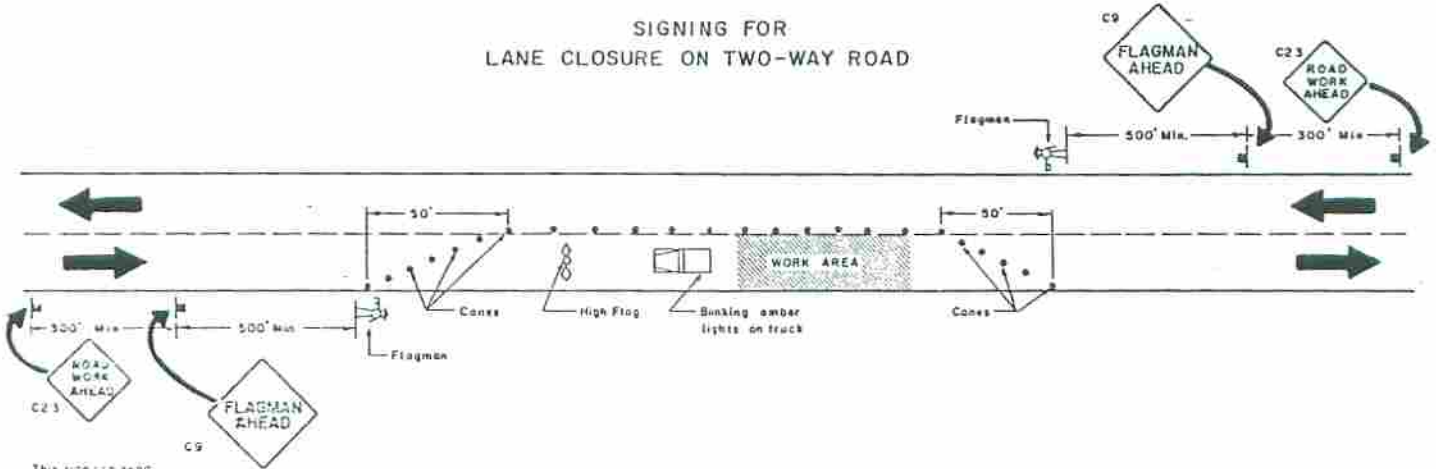 SIGNING FOR
LANE CLOSURE ON TWO-WAY ROAD
C9
FLAGMAN
AHEAD
C23
ROAD
WORK
AHEAD
Flagman
500' Min.
300' Min
50'
50'
WORK AREA
300' Min
500' Min
Cones
High Flag
Blinking amber
lights on truck
Cones
Flagman
ROAD
WORK
AHEAD
C23
FLAGMAN
AHEAD
C9